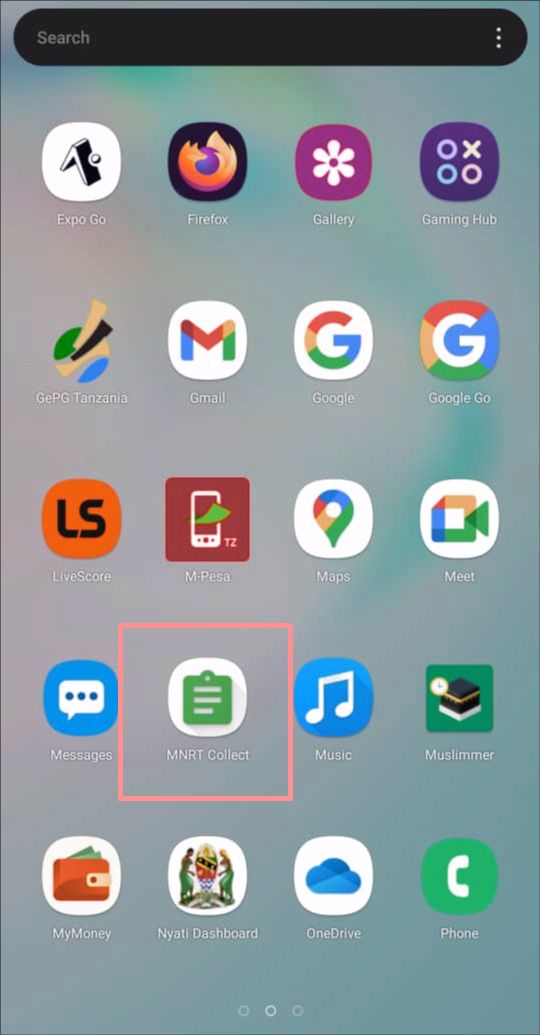 Search
Expo Go
Firefox
Gallery
Gaming Hub
GePG Tanzania
Gmail
Google
Google Go
LS
TZ
LiveScore
M-Pesa
Maps
Meet
Messages
MNRT Collect
Music
Muslimmer
MyMoney
Nyati Dashboard
OneDrive
Phone